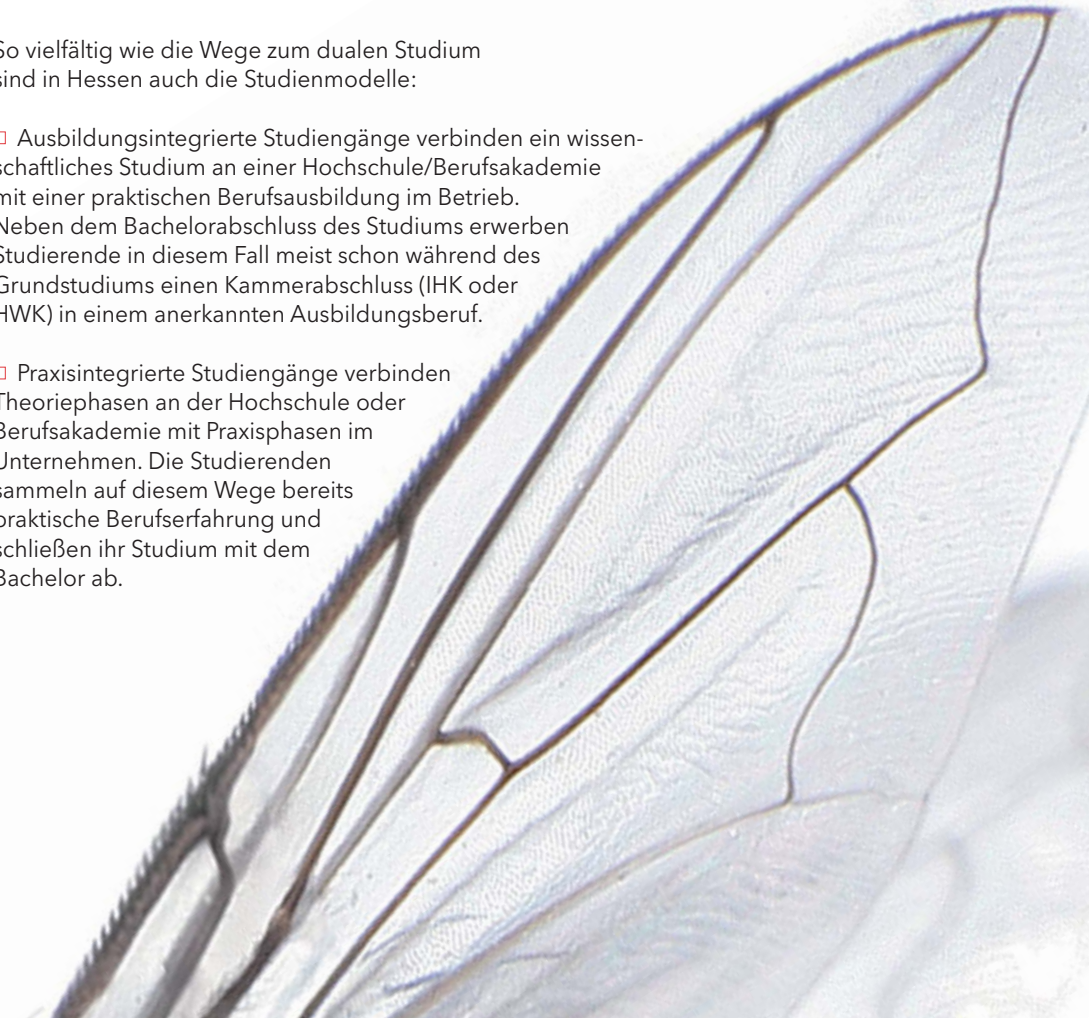 So vielfältig wie die Wege zum dualen Studium
sind in Hessen auch die Studienmodelle:
Ausbildungsintegrierte Studiengänge verbinden ein wissen-
schaftliches Studium an einer Hochschule/Berufsakademie
mit einer praktischen Berufsausbildung im Betrieb.
Neben dem Bachelorabschluss des Studiums erwerben
Studierende in diesem Fall meist schon während des
Grundstudiums einen Kammerabschluss (IHK oder
HWK) in einem anerkannten Ausbildungsberuf.
Praxisintegrierte Studiengänge verbinden
Theoriephasen an der Hochschule oder
Berufsakademie mit Praxisphasen im
Unternehmen. Die Studierenden
sammeln auf diesem Wege bereits
praktische Berufserfahrung und
schließen ihr Studium mit dem
Bachelor ab.